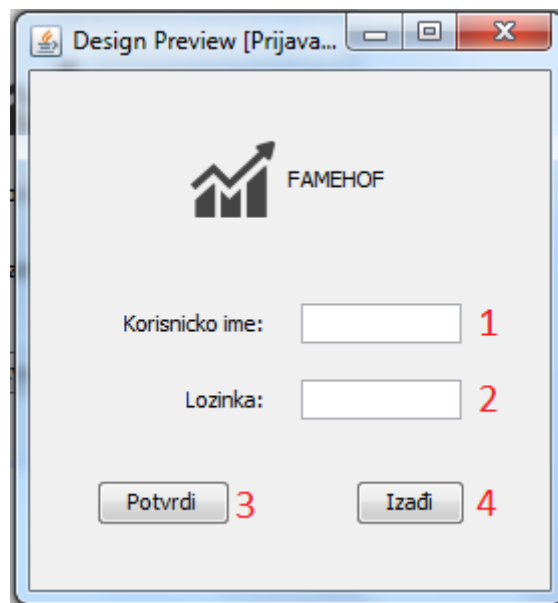 Design Preview [Prijava...
FAMEHOF
Korisnicko ime: 1
Lozinka: 2
Potvrdi 3 Izađi 4